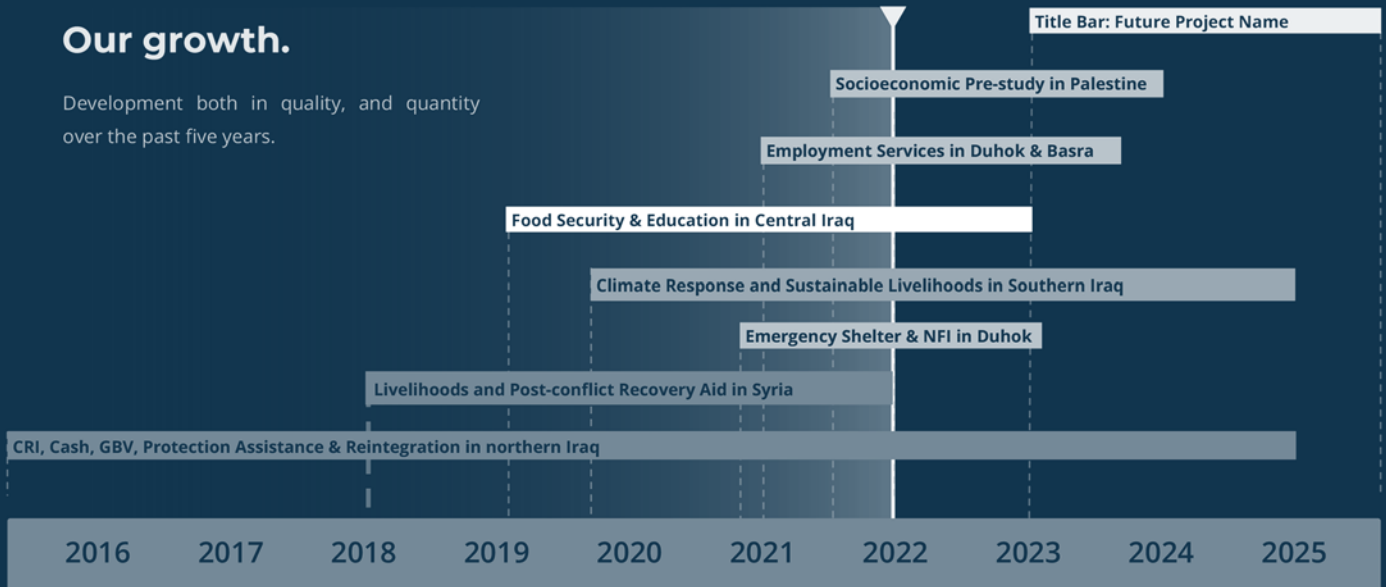 Our growth.
Development both in quality, and quantity
over the past five years.
Title Bar: Future Project Name
Socioeconomic Pre-study in Palestine
Employment Services in Duhok & Basra
Food Security & Education in Central Iraq
Climate Response and Sustainable Livelihoods in Southern Iraq
Emergency Shelter & NFI in Duhok
Livelihoods and Post-conflict Recovery Aid in Syria
CRI, Cash, GBV, Protection Assistance & Reintegration in northern Iraq
2016 2017 2018 2019 2020 2021 2022 2023 2024 2025